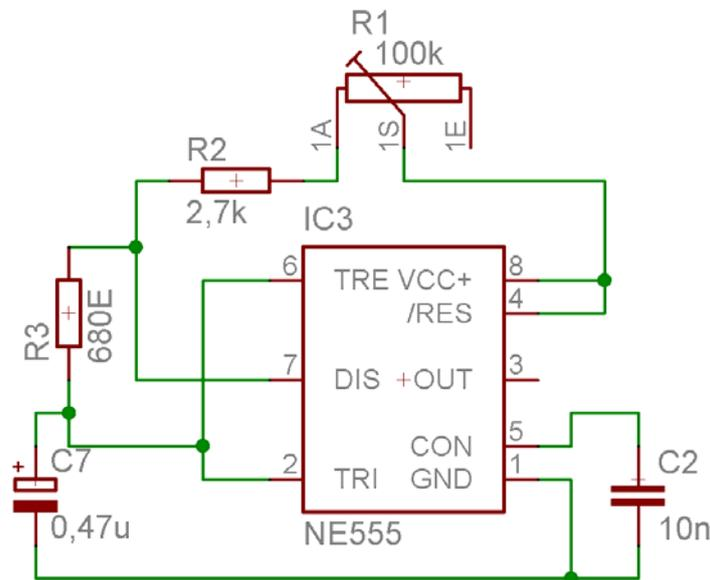 R1
100k
1A
1S
1E
R2
2,7k
IC3
6
TRE VCC+
8
/RES
4
R3
680E
7
DIS
+OUT
3
CON
5
C7
+
2
TRI
GND
1
C2
0,47u
NE555
10n